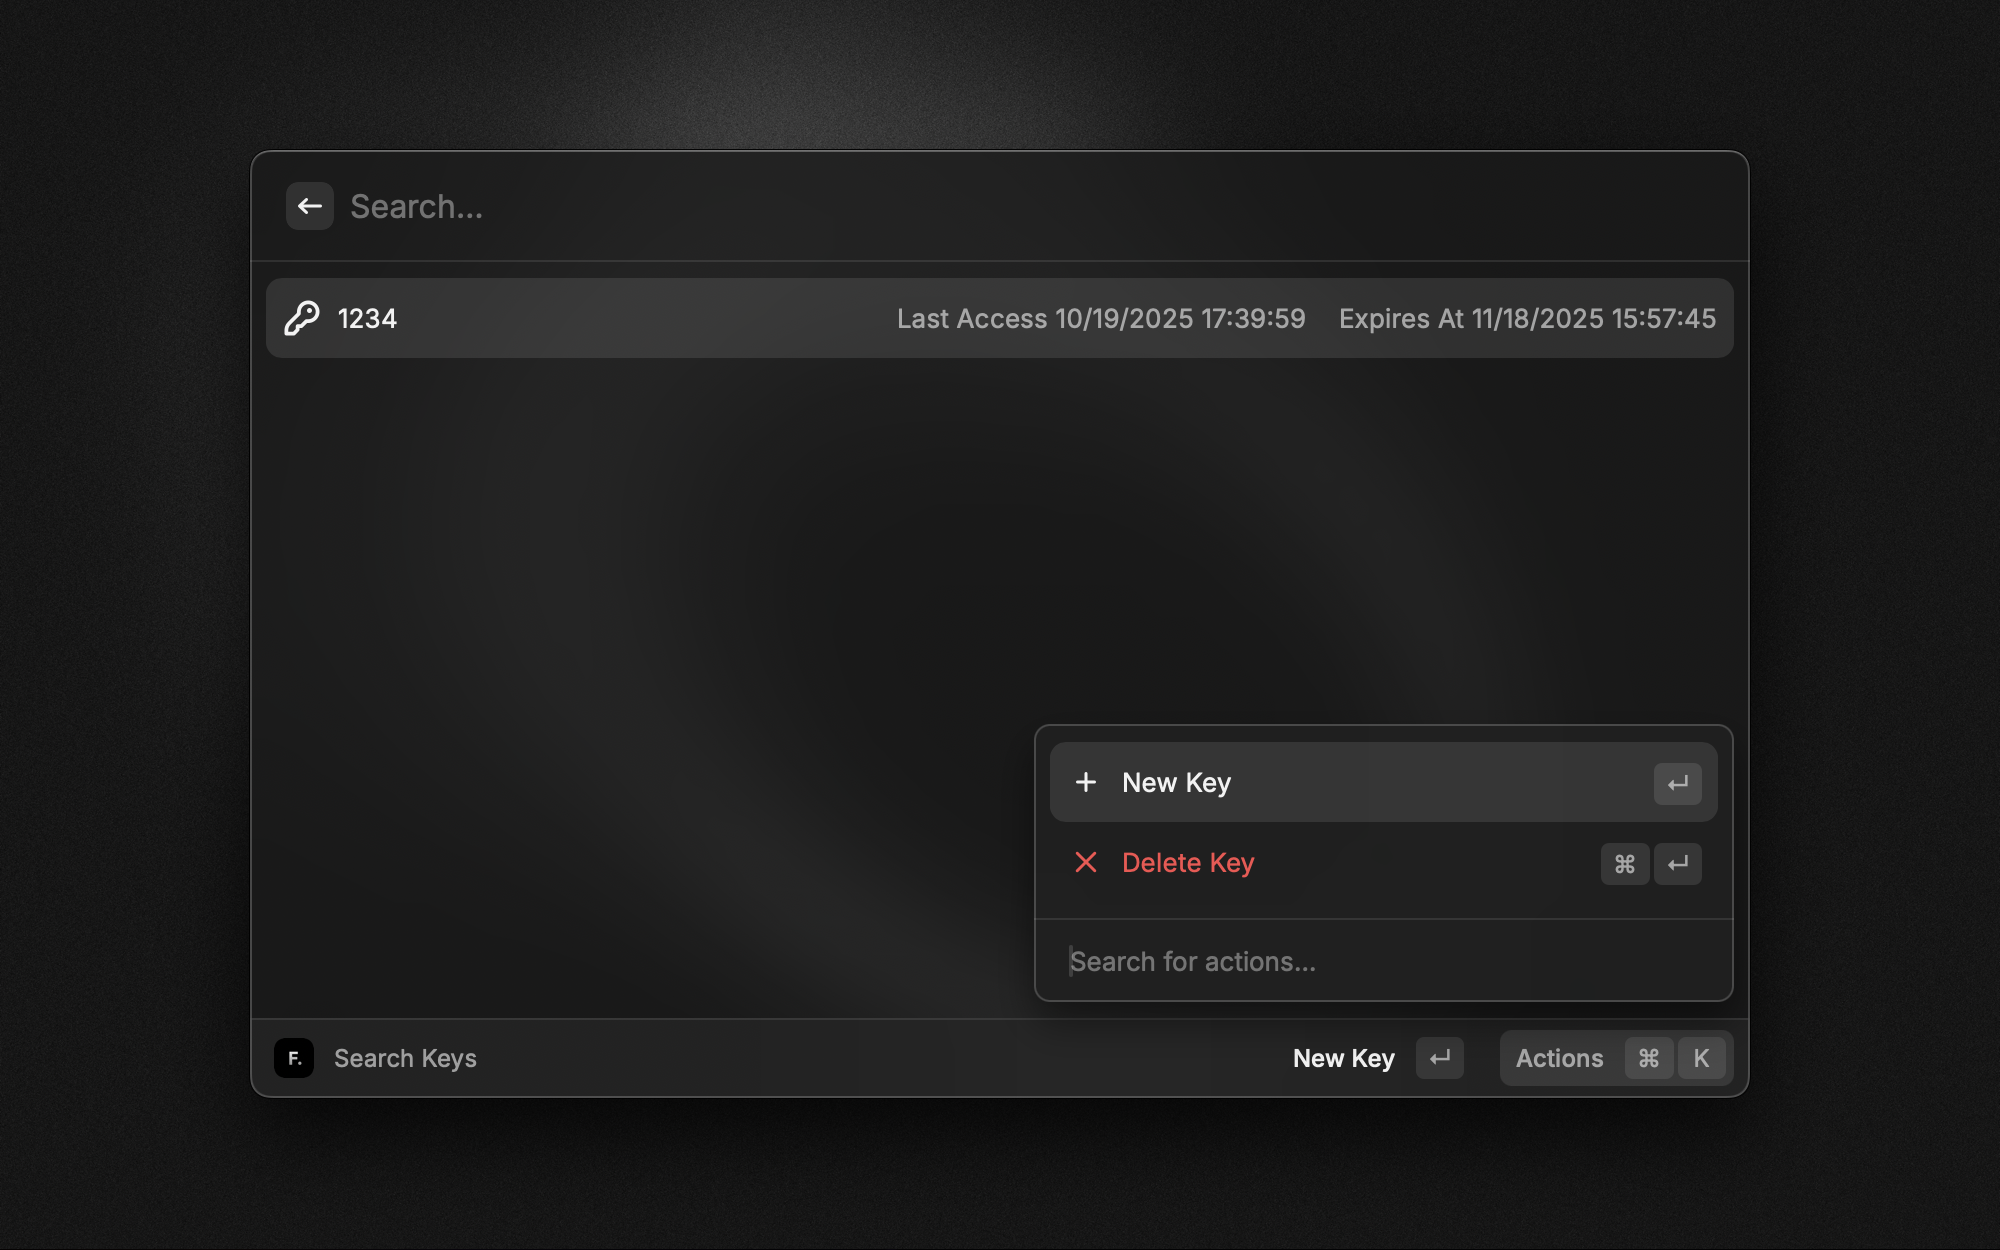 Search...
1234 Last Access 10/19/2025 17:39:59 Expires At 11/18/2025 15:57:45
New Key
Delete Key ⌘
Search for actions...
F. Search Keys New Key Actions ⌘ K